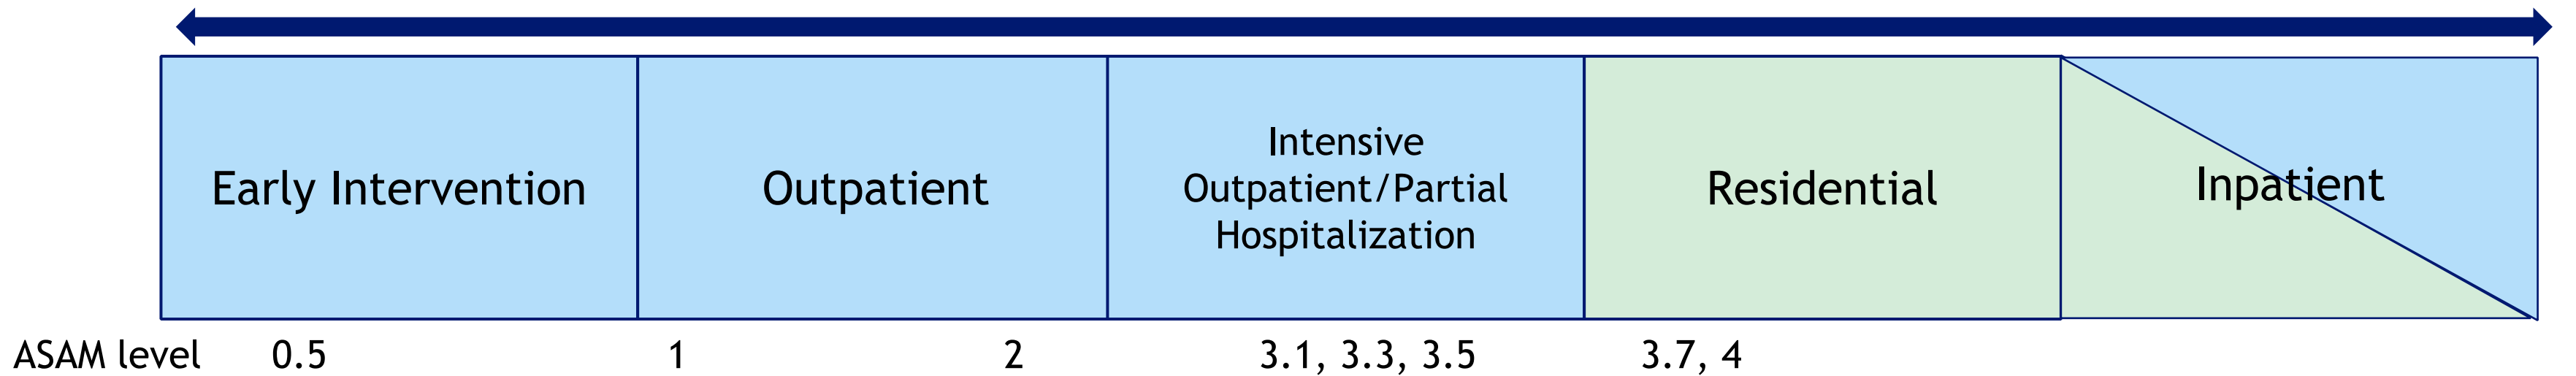 Early Intervention
Outpatient
Intensive
Outpatient/Partial
Hospitalization
Residential
Inpatient
ASAM level 0.5 1 2 3.1, 3.3, 3.5 3.7, 4